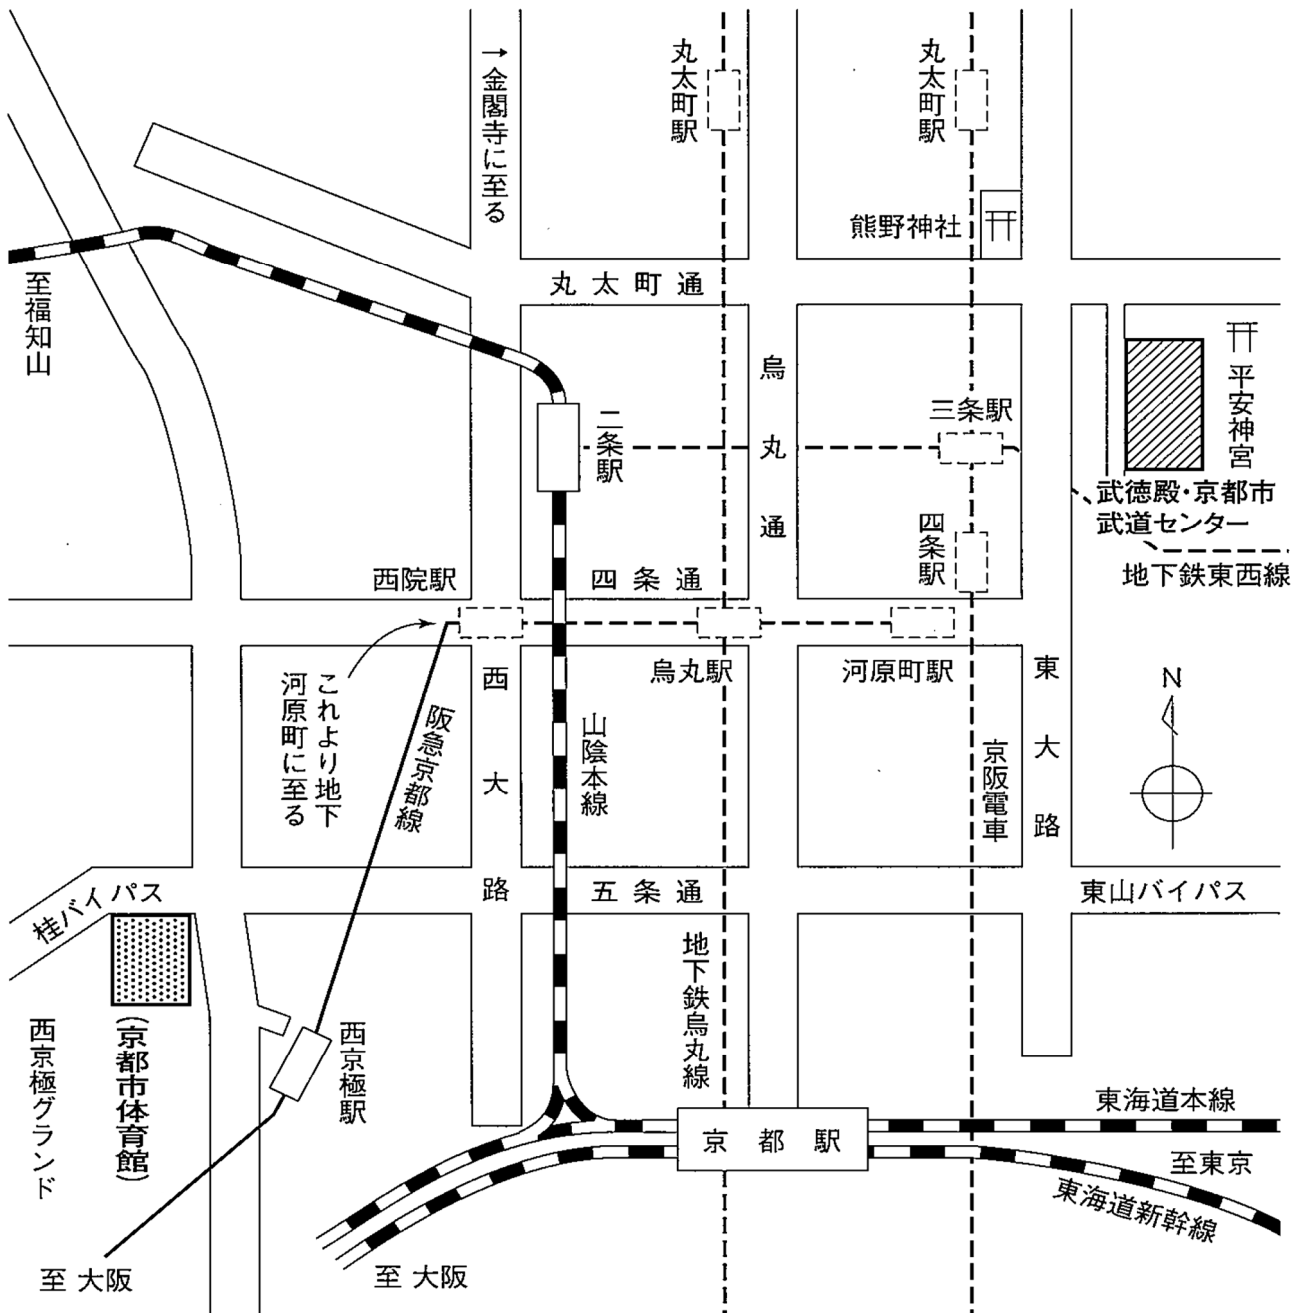 →金閣寺に至る
丸太町駅
丸太町駅
熊野神社
至福知山
丸太町通
烏丸通
平安神宮
二条駅
三条駅
武徳殿・京都市
武道センター
四条駅
地下鉄東西線
西院駅
四条通
烏丸駅
河原町駅
これより地下
河原町に至る
阪急京都線
西大路
山陰本線
京阪電車
東大路
N
桂バイパス
五条通
東山バイパス
西京極グランド
(京都市体育館)
西京極駅
地下鉄烏丸線
京都駅
東海道本線
至東京
東海道新幹線
至 大阪
至 大阪